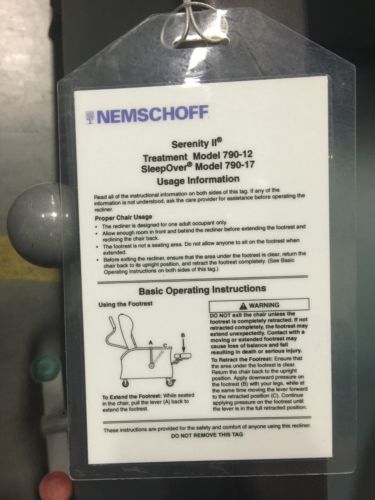 NEMSCHOFF®
Serenity II®
Treatment Model 790-12
SleepOver® Model 790-17
Usage Information
Read all of the instructional information on both sides of this tag. If any of the
information is not understood, ask the care provider for assistance before operating the
recliner.
Proper Chair Usage
• The recliner is designed for one adult occupant only.
• Allow enough room in front and behind the recliner before extending the footrest and
reclining the chair back.
• The footrest is not a seating area. Do not allow anyone to sit on the footrest when
extended.
• Before exiting the recliner, ensure that the area under the footrest is clear, return the
chair back to its upright position, and retract the footrest completely. (See Basic
Operating Instructions on both sides of this tag.)
Basic Operating Instructions
Using the Footrest
A
C
B
To Extend the Footrest: While seated
in the chair, pull the lever (A) back to
extend the footrest.
WARNING
DO NOT exit the chair unless the
footrest is completely retracted. If not
retracted completely, the footrest may
extend unexpectedly. Contact with a
moving or extended footrest may
cause loss of balance and fall
resulting in death or serious injury.
To Retract the Footrest: Ensure that
the area under the footrest is clear.
Return the chair back to the upright
position. Apply downward pressure on
the footrest (B) with your legs, while at
the same time moving the lever forward
to the retracted position (C). Continue
applying pressure on the footrest until
the lever is in the full retracted position.
These instructions are provided for the safety and comfort of anyone using this recliner.
DO NOT REMOVE THIS TAG